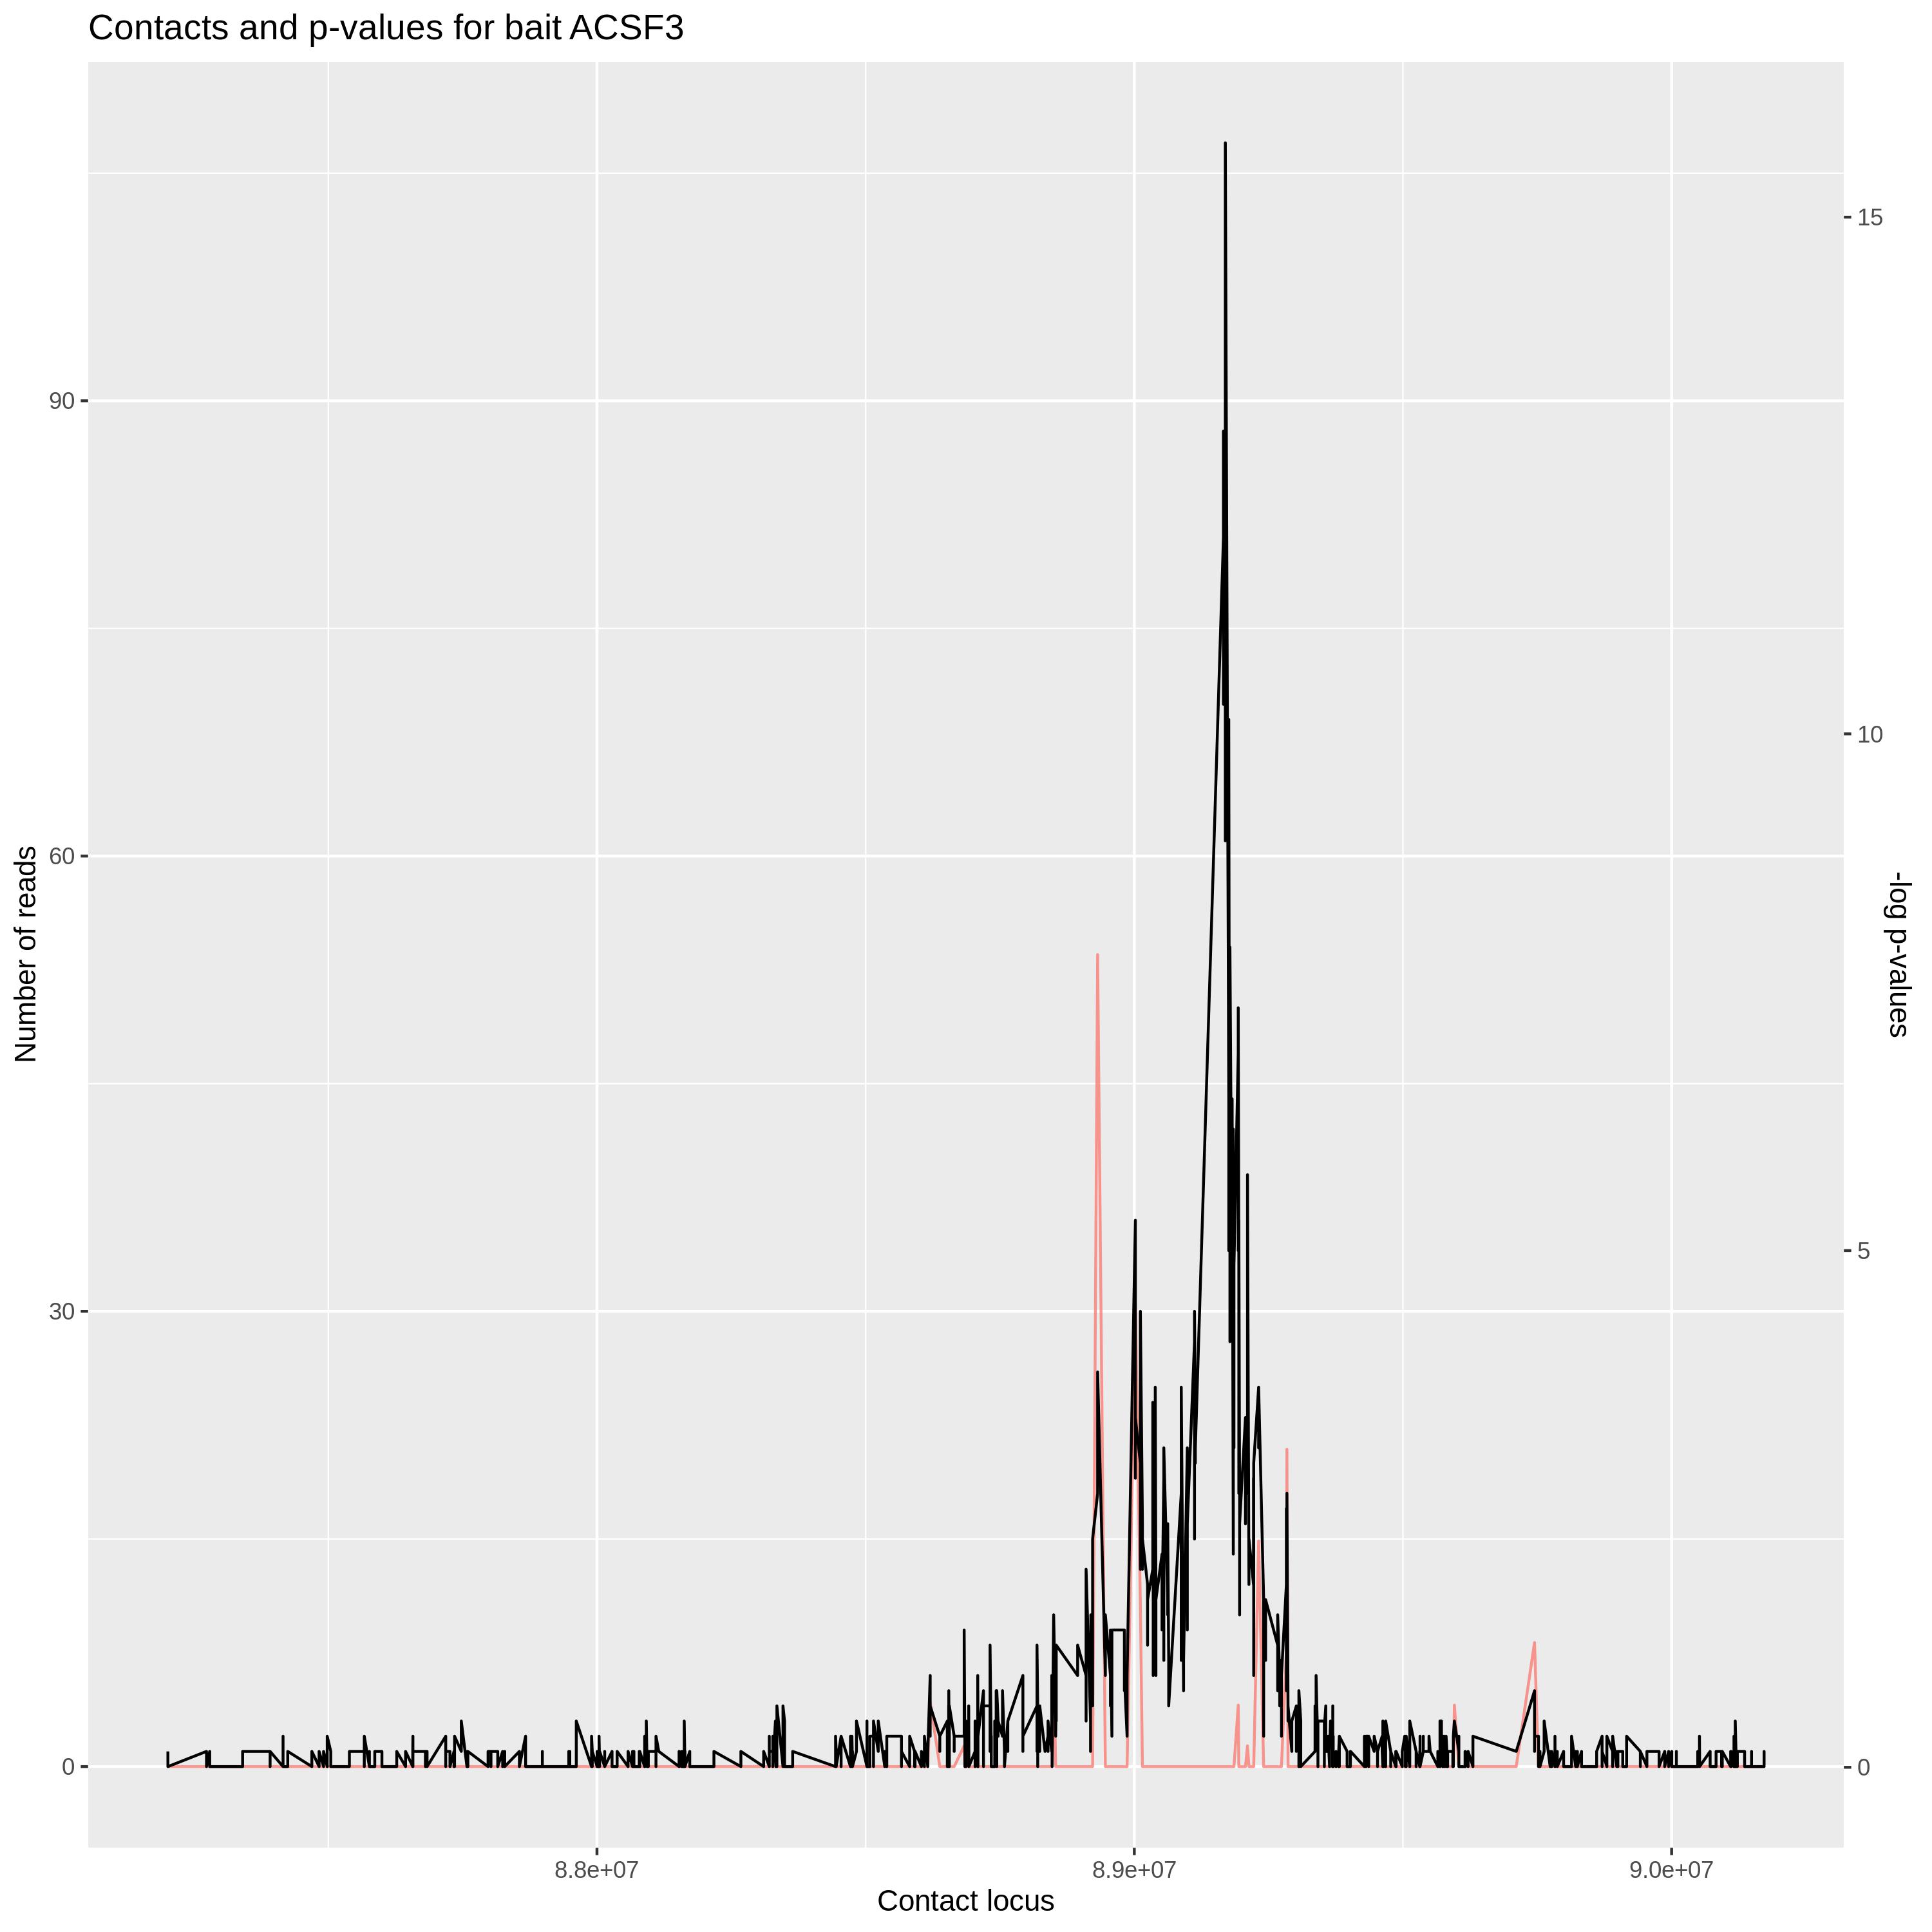 Contacts and p-values for bait ACSF3
Number of reads
90
60
30
0
15
10
5
0
-log p-values
8.8e+07
8.9e+07
9.0e+07
Contact locus